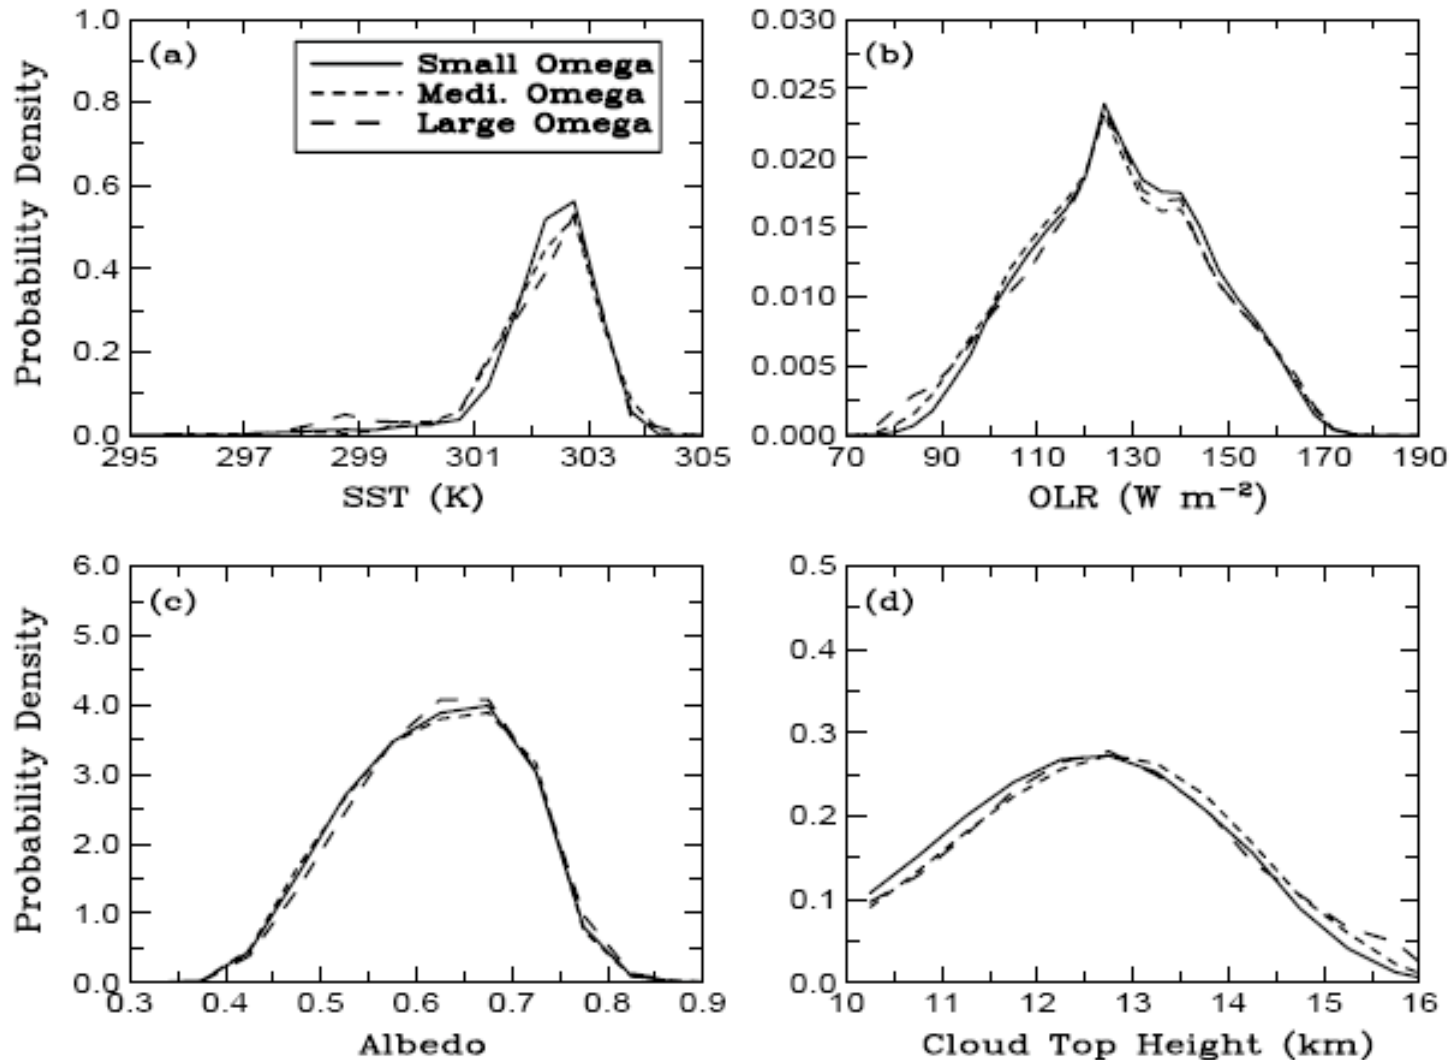 (a)
Small Omega
Medi. Omega
Large Omega
Probability Density
1.0
0.8
0.6
0.4
0.2
0.0
295 297 299 301 303 305
SST (K)
(b)
0.030
0.025
0.020
0.015
0.010
0.005
0.000
70 90 110 130 150 170 190
OLR (W m⁻²)
(c)
Probability Density
6.0
5.0
4.0
3.0
2.0
1.0
0.0
0.3 0.4 0.5 0.6 0.7 0.8 0.9
Albedo
(d)
0.5
0.4
0.3
0.2
0.1
0.0
10 11 12 13 14 15 16
Cloud Top Height (km)